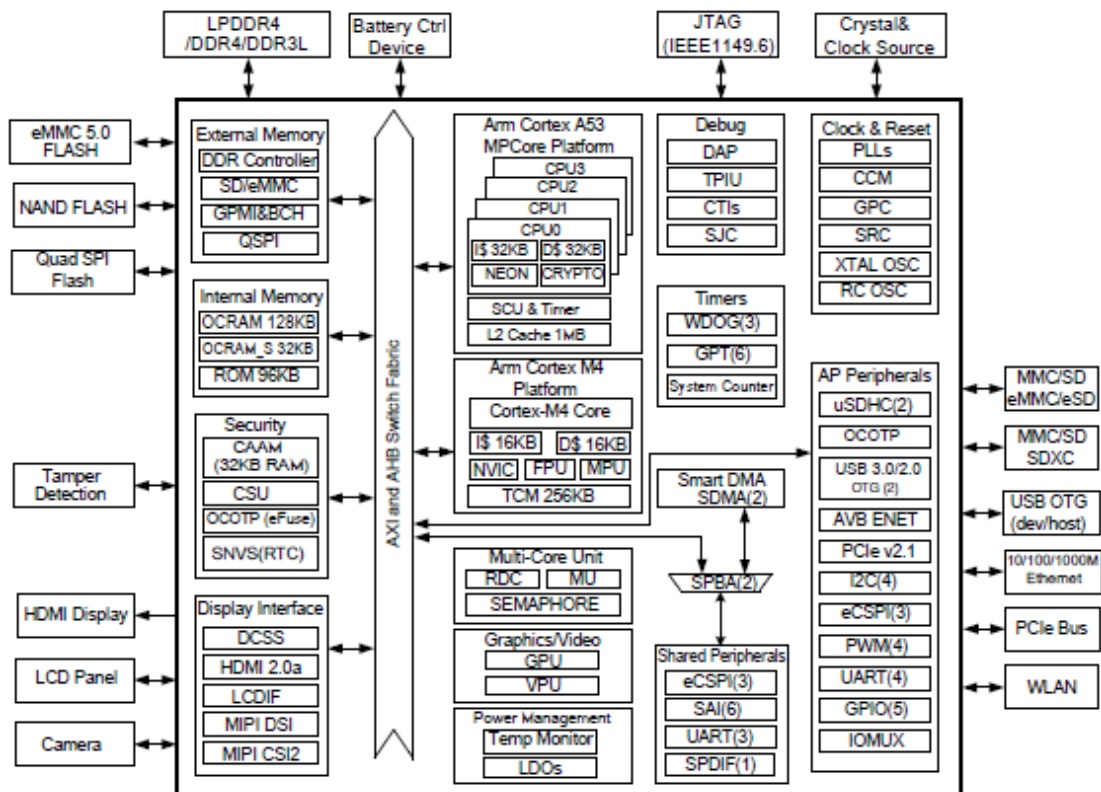 LPDDR4
/DDR4/DDR3L
Battery Ctrl
Device
JTAG
(IEEE1149.6)
Crystal&
Clock Source
eMMC 5.0
FLASH
NAND FLASH
Quad SPI
Flash
Tamper
Detection
HDMI Display
LCD Panel
Camera
External Memory
DDR Controller
SD/eMMC
GPMI&BCH
QSPI
Internal Memory
OCRAM 128KB
OCRAM_S 32KB
ROM 96KB
Security
CAAM
(32KB RAM)
CSU
OCOTP (eFuse)
SNVS(RTC)
Display Interface
DCSS
HDMI 2.0a
LCDIF
MIPI DSI
MIPI CSI2
AXI and AHB Switch Fabric
Arm Cortex A53
MPCore Platform
CPU3
CPU2
CPU1
CPU0
I$ 32KB
D$ 32KB
NEON
CRYPTO
SCU & Timer
L2 Cache 1MB
Arm Cortex M4
Platform
Cortex-M4 Core
I$ 16KB
D$ 16KB
NVIC
FPU
MPU
TCM 256KB
Multi-Core Unit
RDC
MU
SEMAPHORE
Graphics/Video
GPU
VPU
Power Management
Temp Monitor
LDOs
Debug
DAP
TPIU
CTIs
SJC
Timers
WDOG(3)
GPT(6)
System Counter
Smart DMA
SDMA(2)
SPBA(2)
Shared Peripherals
eCSPI(3)
SAI(6)
UART(3)
SPDIF(1)
Clock & Reset
PLLs
CCM
GPC
SRC
XTAL OSC
RC OSC
AP Peripherals
uSDHC(2)
OCOTP
USB 3.0/2.0
OTG (2)
AVB ENET
PCIe v2.1
I2C(4)
eCSPI(3)
PWM(4)
UART(4)
GPIO(5)
IOMUX
MMC/SD
eMMC/eSD
MMC/SD
SDXC
USB OTG
(dev/host)
10/100/1000M
Ethernet
PCIe Bus
WLAN